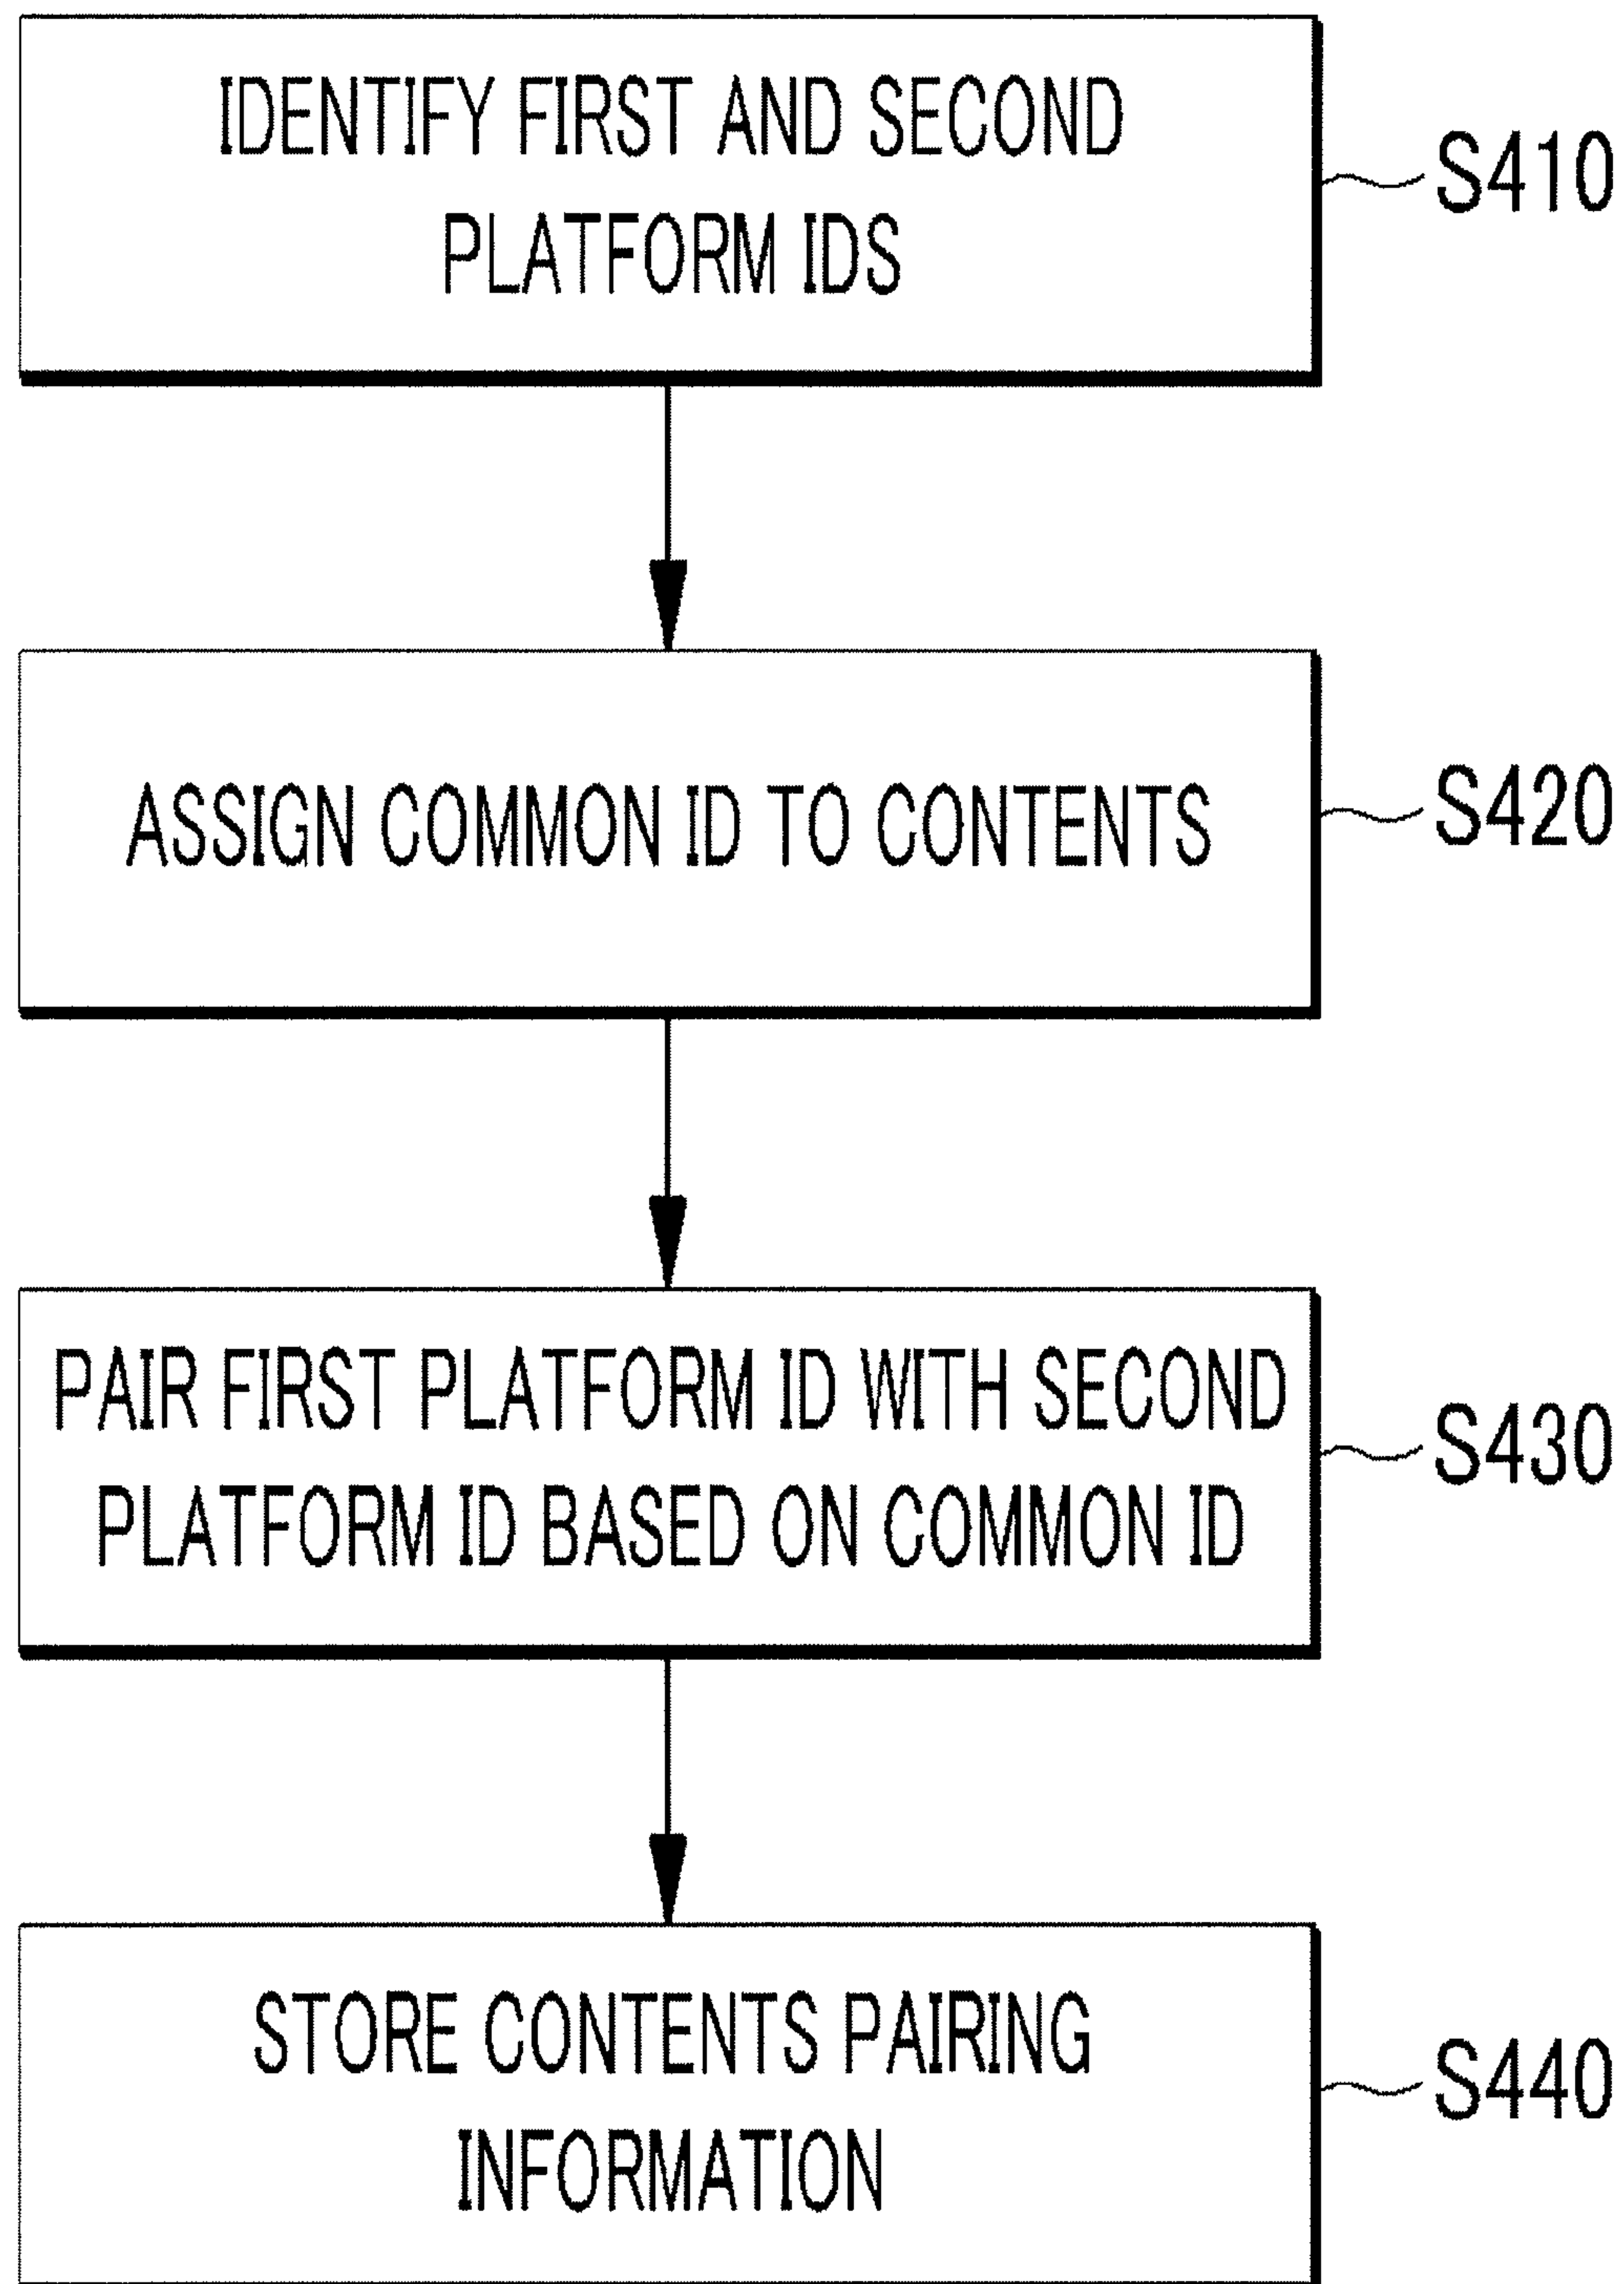 IDENTIFY FIRST AND SECOND
PLATFORM IDS
S410
ASSIGN COMMON ID TO CONTENTS
S420
PAIR FIRST PLATFORM ID WITH SECOND
PLATFORM ID BASED ON COMMON ID
S430
STORE CONTENTS PAIRING
INFORMATION
S440